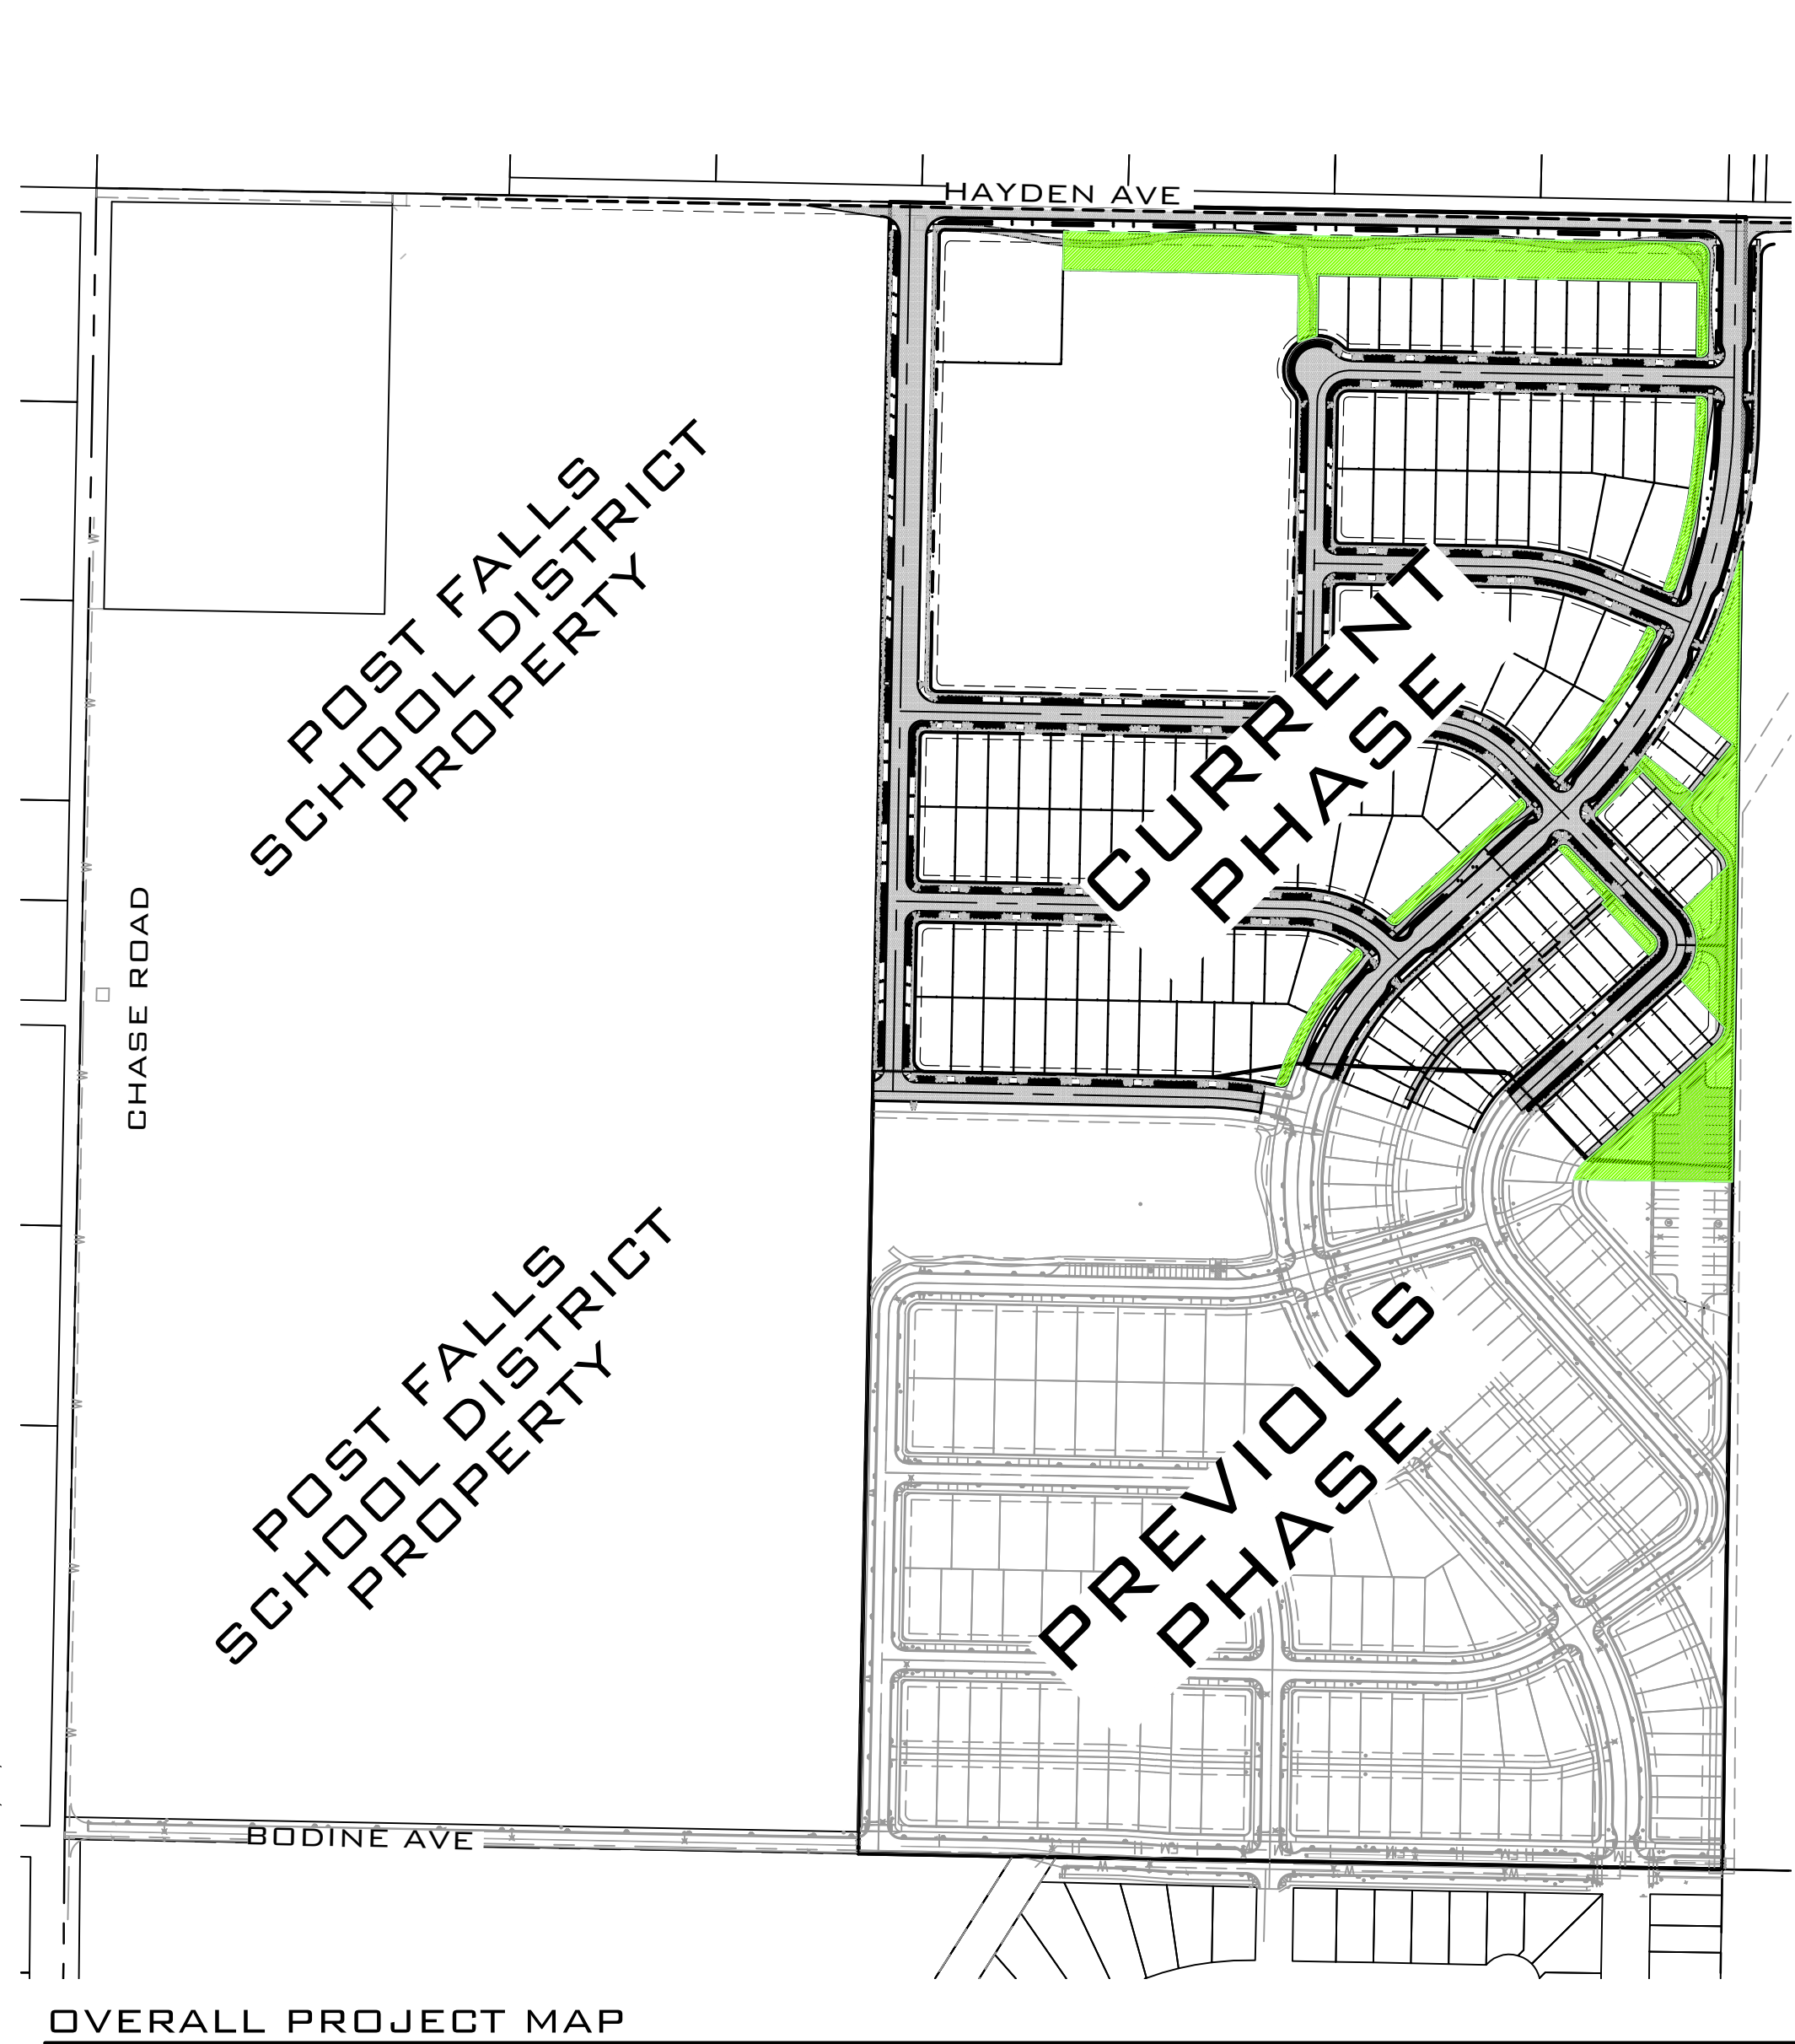 HAYDEN AVE
POST FALLS
SCHOOL DISTRICT
PROPERTY
CURRENT
PHASE
CHASE ROAD
POST FALLS
SCHOOL DISTRICT
PROPERTY
PREVIOUS
PHASE
BODINE AVE
OVERALL PROJECT MAP